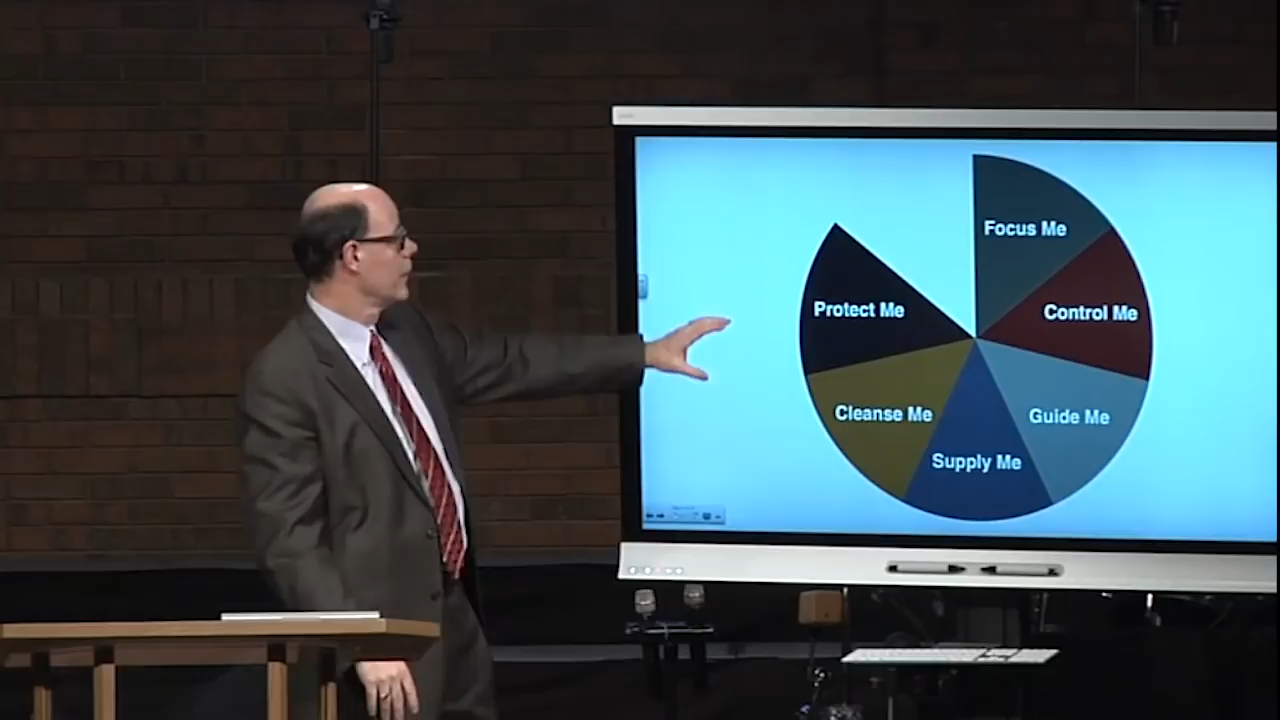 Focus Me
Control Me
Guide Me
Supply Me
Cleanse Me
Protect Me